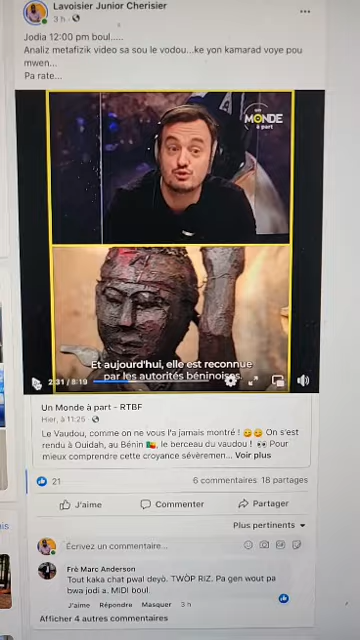 Lavoisier Junior Cherisier
3 h ·
Jodia 12:00 pm boul.....
Analiz metafizik video sa sou le vodou...ke yon kamarad voye pou
mwen...
Pa rate...
un
MONDE
à part
Et aujourd'hui, elle est reconnue
par les autorités béninoises.
2:31 / 8:19
Un Monde à part - RTBF
Hier, à 11:25
Le Vaudou, comme on ne vous l'a jamais montré ! 😏😏 On s'est
rendu à Ouidah, au Bénin 🇧🇯, le berceau du vaudou ! 👀 Pour
mieux comprendre cette croyance sévèremen... Voir plus
21
6 commentaires 18 partages
J'aime
Commenter
Partager
Plus pertinents
Écrivez un commentaire...
Frè Marc Anderson
Tout kaka chat pwal deyò. TWÒP RIZ. Pa gen wout pa
bwa jodi a. MIDI boul.
J'aime Répondre Masquer 3 h
Afficher 4 autres commentaires